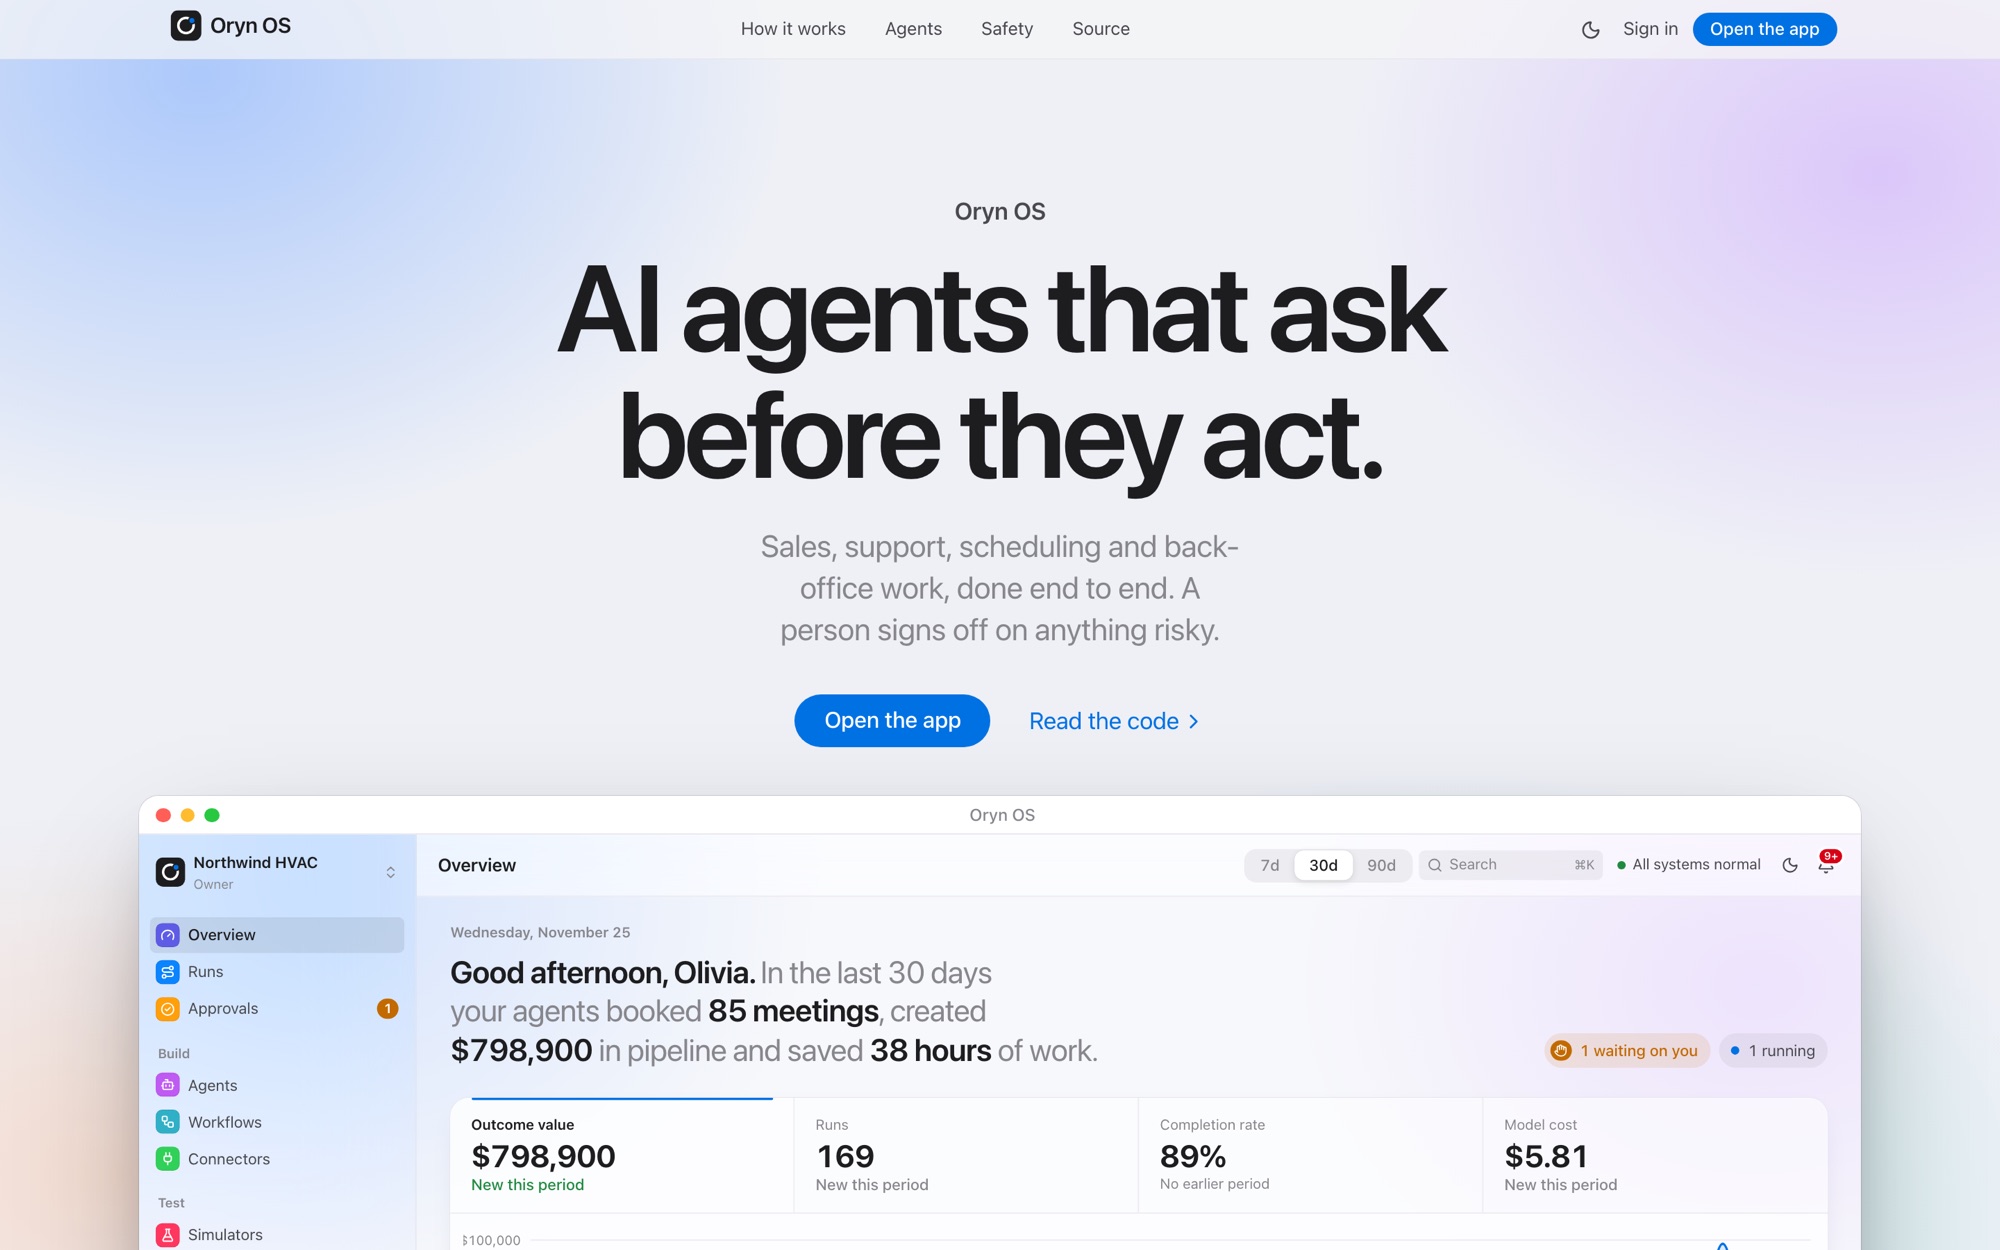 Oryn OS
How it works
Agents
Safety
Source
Sign in
Open the app
Oryn OS
AI agents that ask
before they act.
Sales, support, scheduling and back-
office work, done end to end. A
person signs off on anything risky.
Open the app
Read the code
Oryn OS
Northwind HVAC
Owner
Overview
Runs
Approvals
1
Build
Agents
Workflows
Connectors
Test
Simulators
Overview
7d
30d
90d
Search
⌘K
All systems normal
9+
Wednesday, November 25
Good afternoon, Olivia. In the last 30 days
your agents booked 85 meetings, created
$798,900 in pipeline and saved 38 hours of work.
1 waiting on you
1 running
Outcome value
$798,900
New this period
Runs
169
New this period
Completion rate
89%
No earlier period
Model cost
$5.81
New this period
$100,000